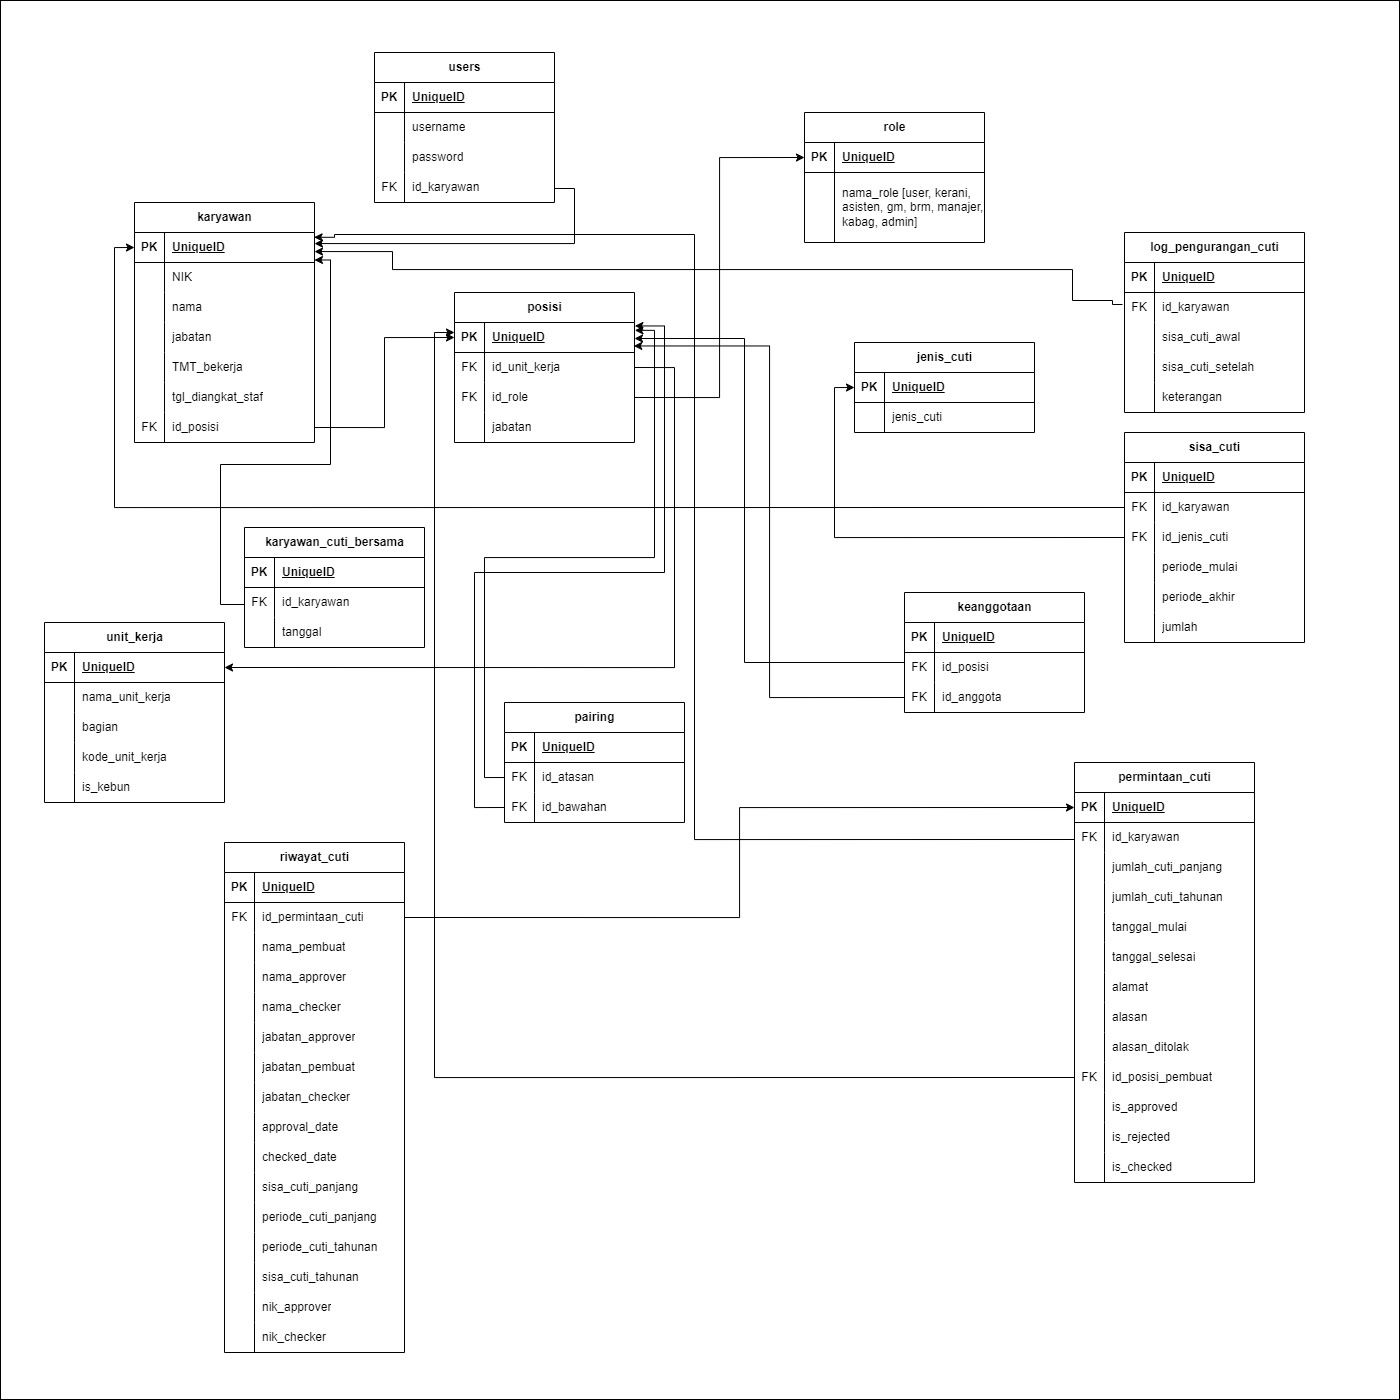 users
PK UniqueID
username
password
FK id_karyawan
role
PK UniqueID
nama_role [user, kerani,
asisten, gm, brm, manajer,
kabag, admin]
karyawan
PK UniqueID
NIK
nama
jabatan
TMT_bekerja
tgl_diangkat_staf
FK id_posisi
log_pengurangan_cuti
PK UniqueID
FK id_karyawan
sisa_cuti_awal
sisa_cuti_setelah
keterangan
posisi
PK UniqueID
FK id_unit_kerja
FK id_role
jabatan
jenis_cuti
PK UniqueID
jenis_cuti
sisa_cuti
PK UniqueID
FK id_karyawan
FK id_jenis_cuti
periode_mulai
periode_akhir
jumlah
karyawan_cuti_bersama
PK UniqueID
FK id_karyawan
tanggal
keanggotaan
PK UniqueID
FK id_posisi
FK id_anggota
unit_kerja
PK UniqueID
nama_unit_kerja
bagian
kode_unit_kerja
is_kebun
pairing
PK UniqueID
FK id_atasan
FK id_bawahan
permintaan_cuti
PK UniqueID
FK id_karyawan
jumlah_cuti_panjang
jumlah_cuti_tahunan
tanggal_mulai
tanggal_selesai
alamat
alasan
alasan_ditolak
FK id_posisi_pembuat
is_approved
is_rejected
is_checked
riwayat_cuti
PK UniqueID
FK id_permintaan_cuti
nama_pembuat
nama_approver
nama_checker
jabatan_approver
jabatan_pembuat
jabatan_checker
approval_date
checked_date
sisa_cuti_panjang
periode_cuti_panjang
periode_cuti_tahunan
sisa_cuti_tahunan
nik_approver
nik_checker